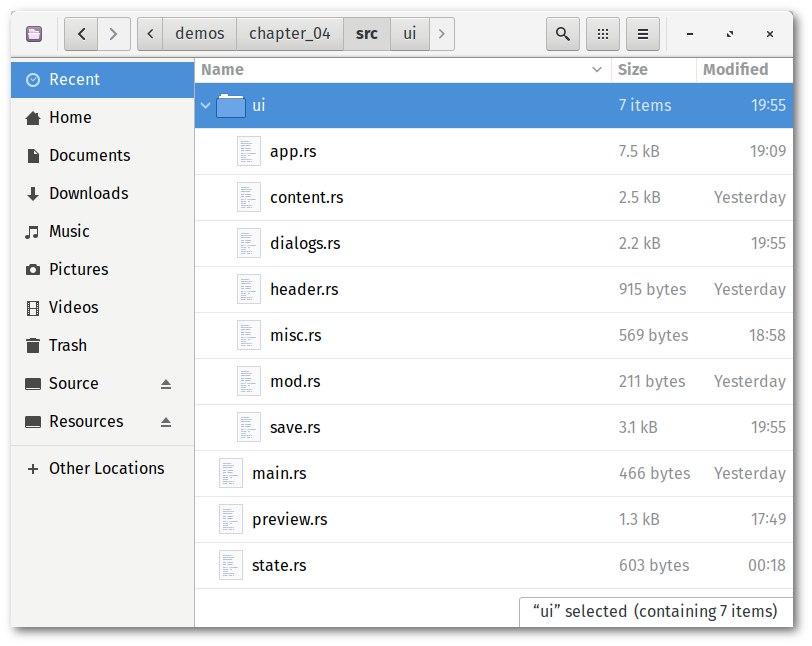 demos chapter_04 src ui
Name Size Modified
Recent
Home
Documents
Downloads
Music
Pictures
Videos
Trash
Source
Resources
Other Locations
ui 7 items 19:55
app.rs 7.5 kB 19:09
content.rs 2.5 kB Yesterday
dialogs.rs 2.2 kB 19:55
header.rs 915 bytes Yesterday
misc.rs 569 bytes 18:58
mod.rs 211 bytes Yesterday
save.rs 3.1 kB 19:55
main.rs 466 bytes Yesterday
preview.rs 1.3 kB 17:49
state.rs 603 bytes 00:18
“ui” selected (containing 7 items)